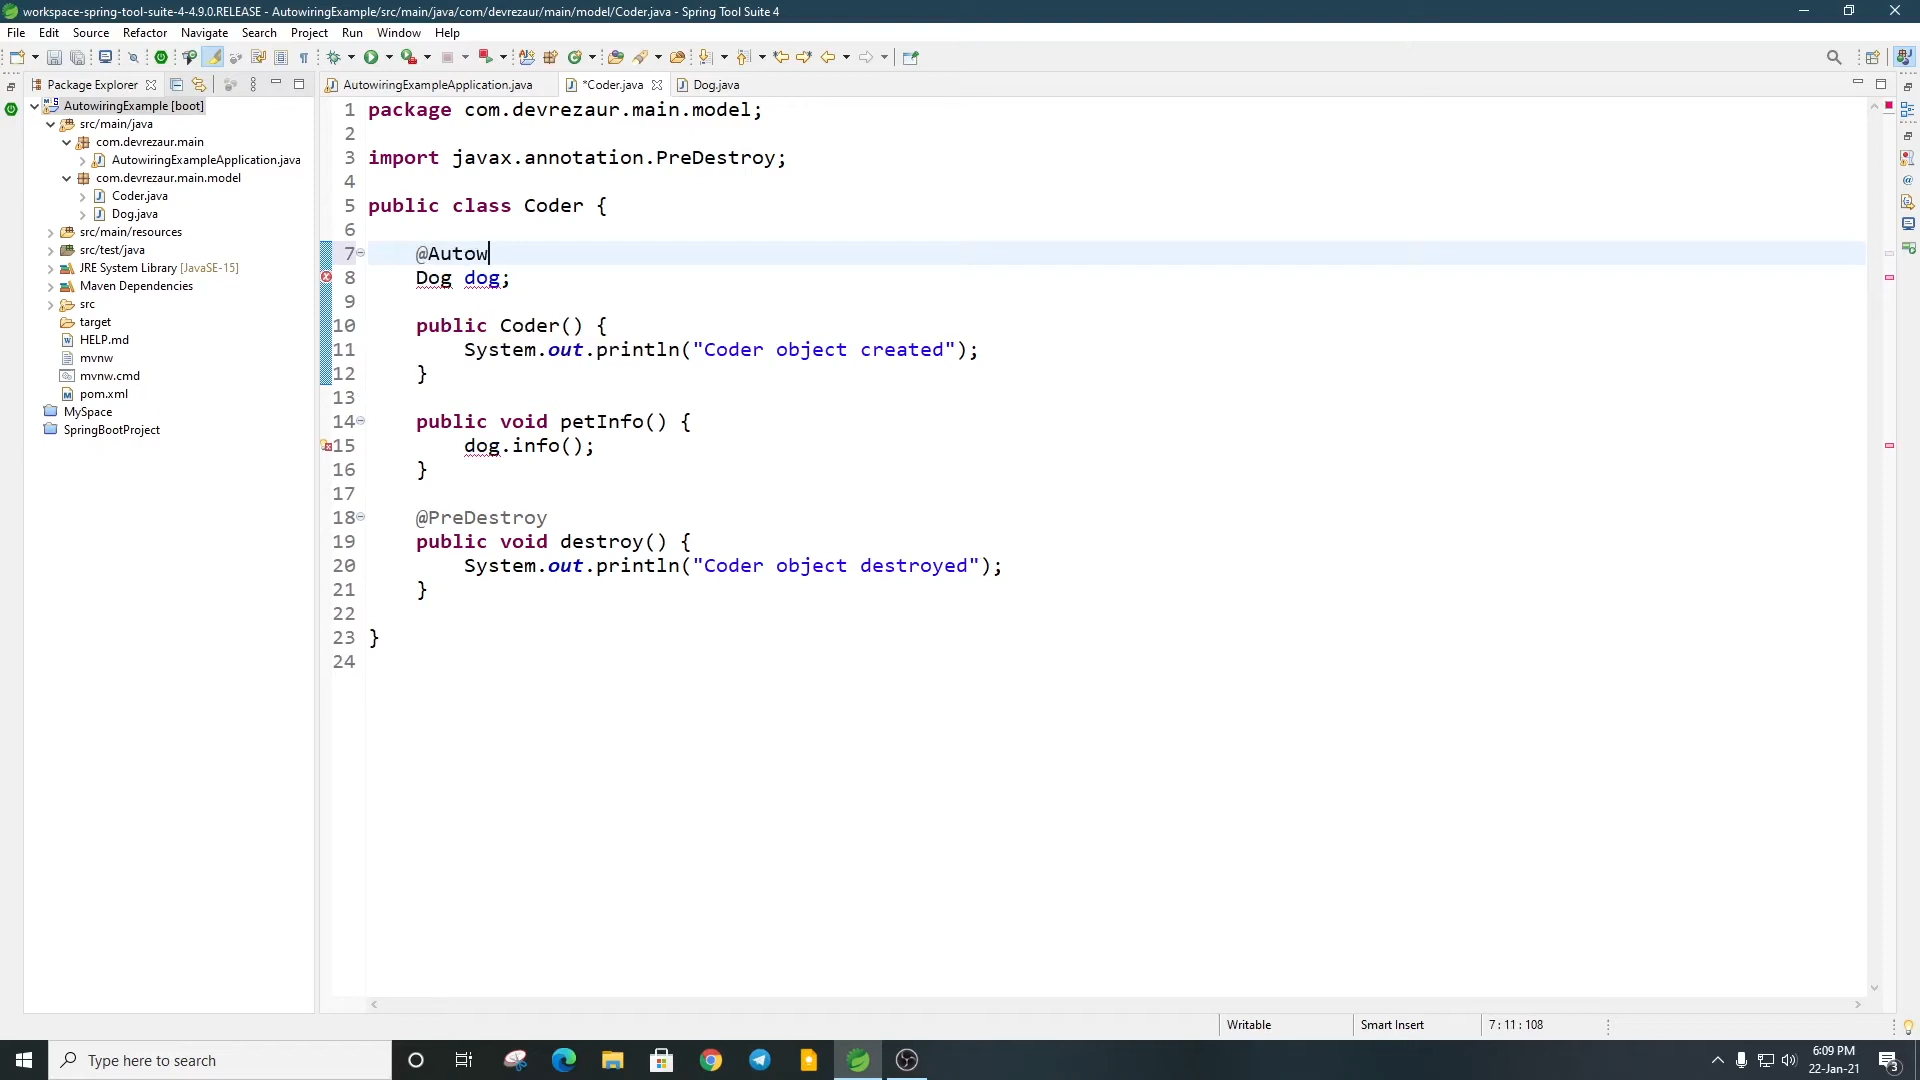 workspace-spring-tool-suite-4-4.9.0.RELEASE - AutowiringExample/src/main/java/com/devrezaur/main/model/Coder.java - Spring Tool Suite 4
File Edit Source Refactor Navigate Search Project Run Window Help
Package Explorer
AutowiringExample [boot]
src/main/java
com.devrezaur.main
AutowiringExampleApplication.java
com.devrezaur.main.model
Coder.java
Dog.java
src/main/resources
src/test/java
JRE System Library [JavaSE-15]
Maven Dependencies
src
target
HELP.md
mvnw
mvnw.cmd
pom.xml
MySpace
SpringBootProject
AutowiringExampleApplication.java *Coder.java Dog.java
1 package com.devrezaur.main.model;
2
3 import javax.annotation.PreDestroy;
4
5 public class Coder {
6
7 @Autow
8 Dog dog;
9
10 public Coder() {
11 System.out.println("Coder object created");
12 }
13
14 public void petInfo() {
15 dog.info();
16 }
17
18 @PreDestroy
19 public void destroy() {
20 System.out.println("Coder object destroyed");
21 }
22
23 }
24
Writable Smart Insert 7 : 11 : 108
Type here to search
6:09 PM
22-Jan-21
3